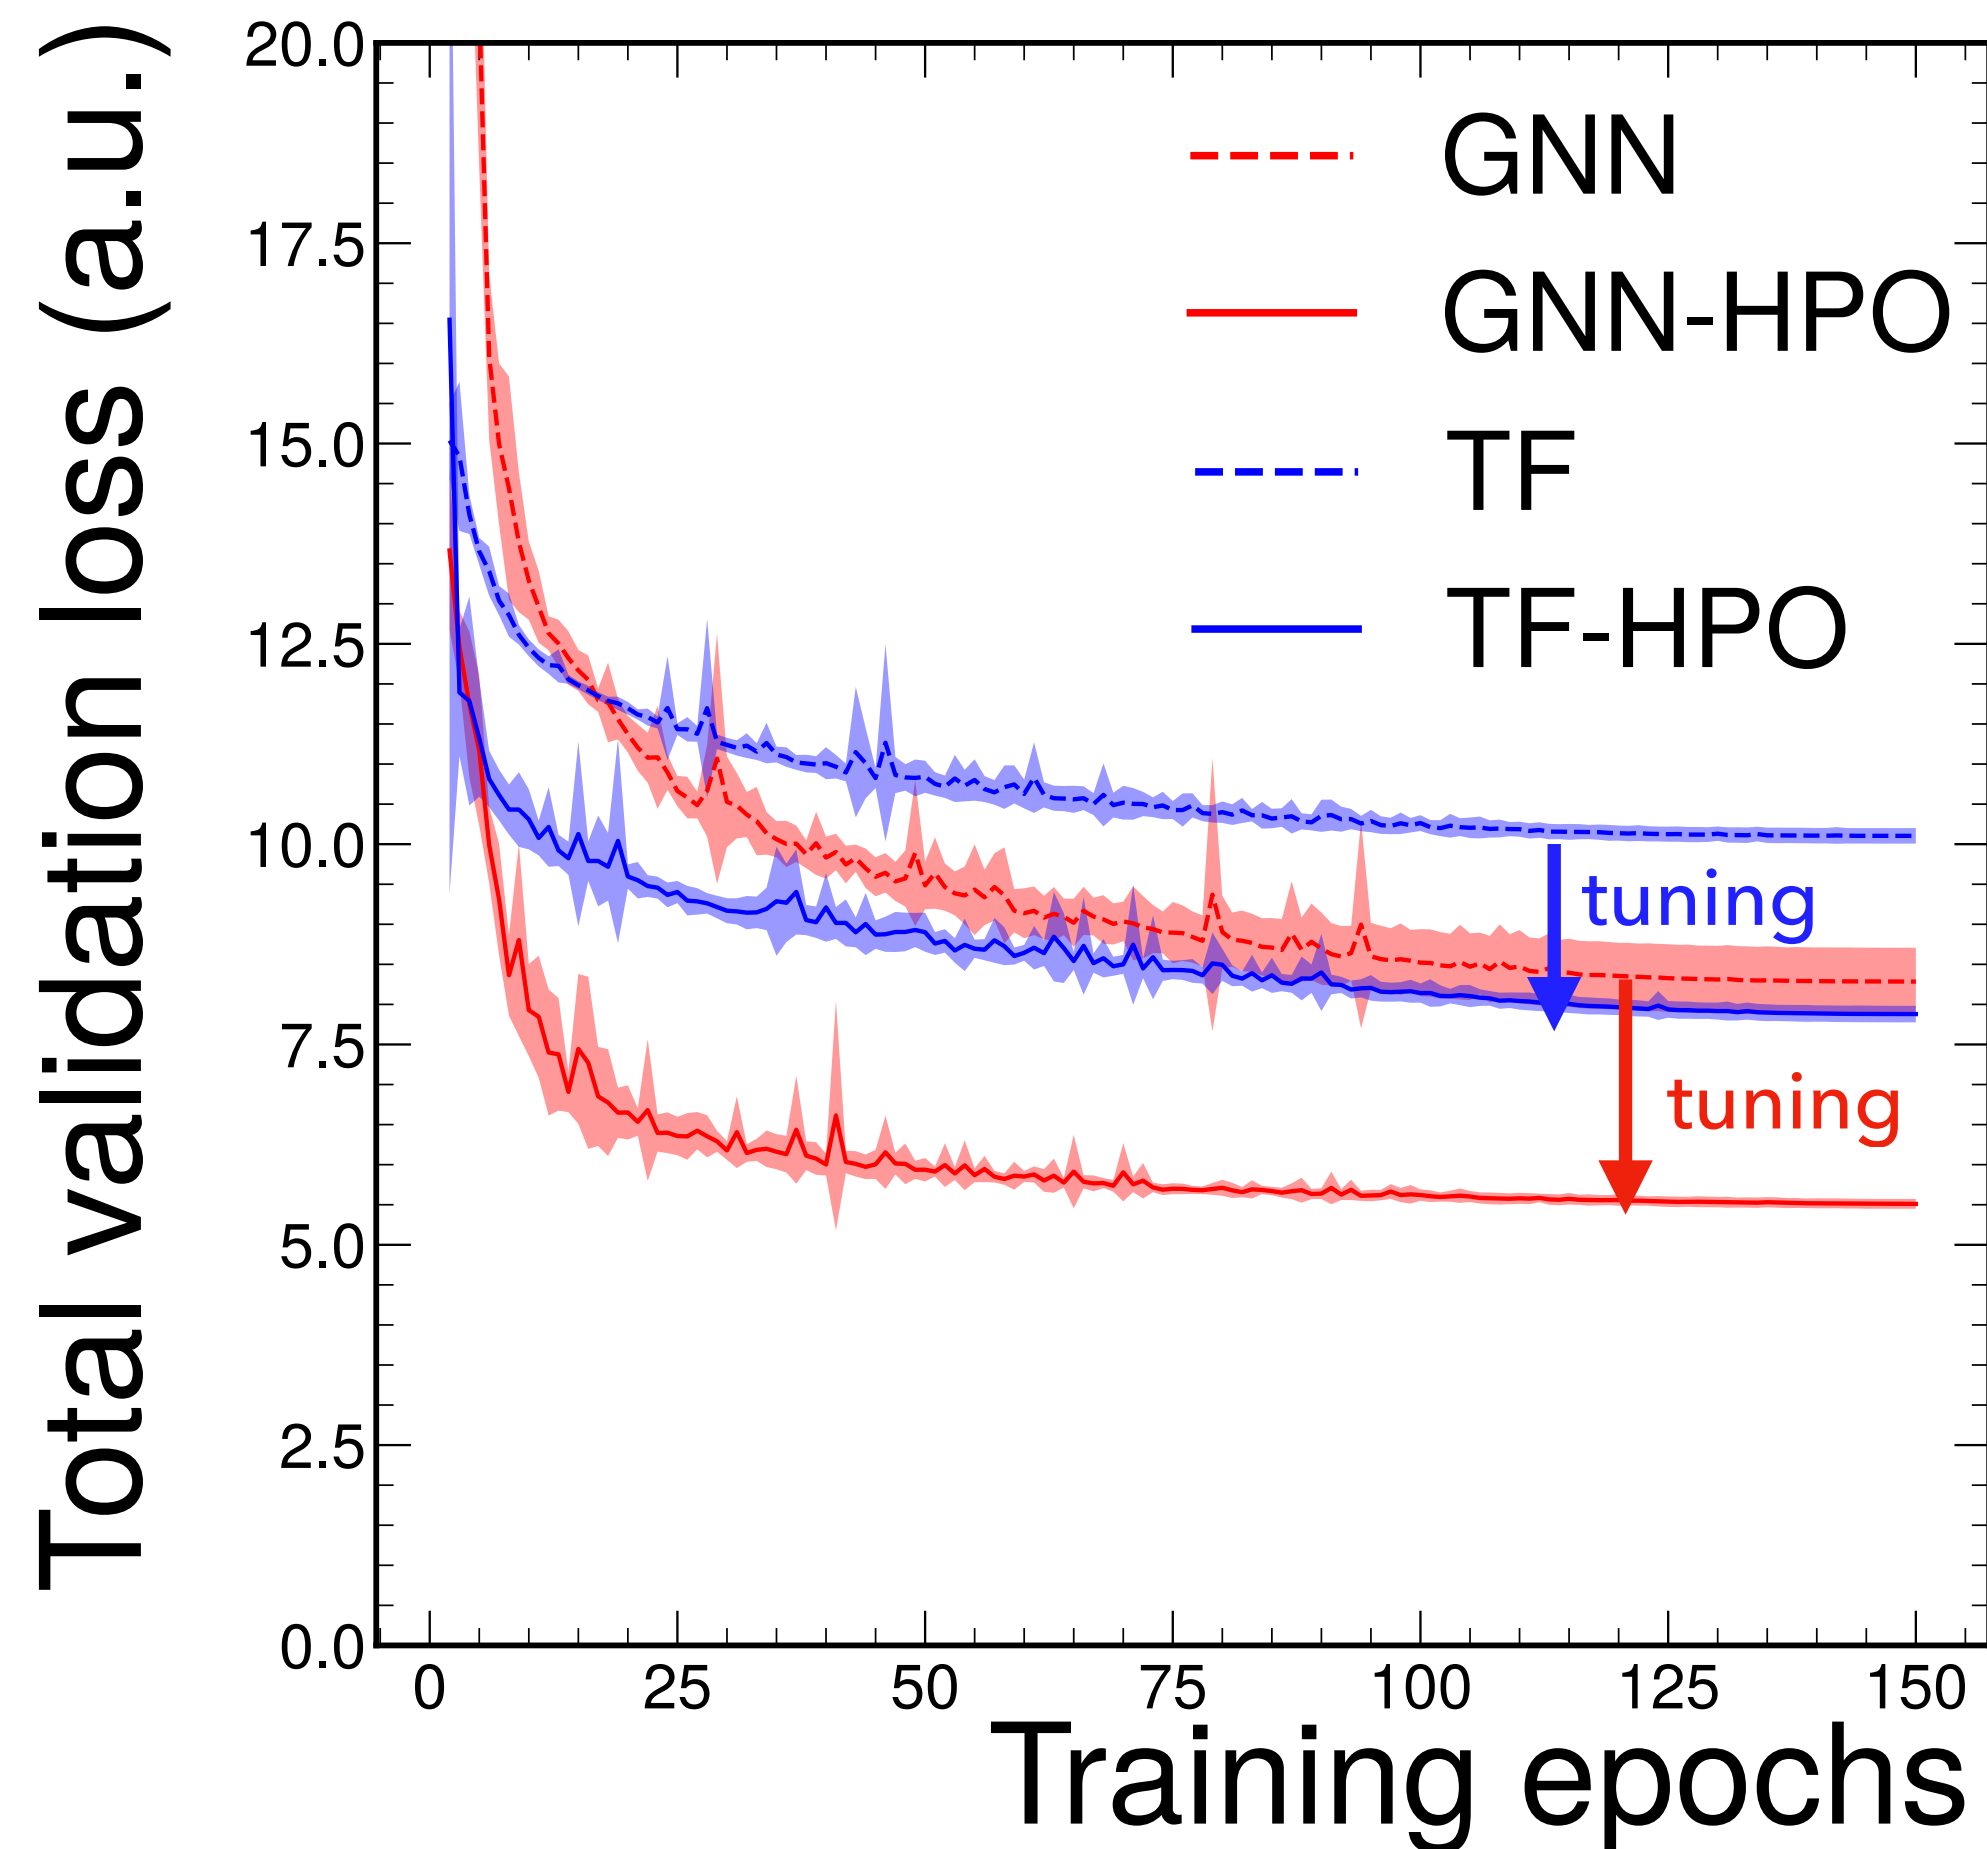 Total validation loss (a.u.)
20.0
17.5
15.0
12.5
10.0
7.5
5.0
2.5
0.0
GNN
GNN-HPO
TF
TF-HPO
tuning
tuning
0 25 50 75 100 125 150
Training epochs